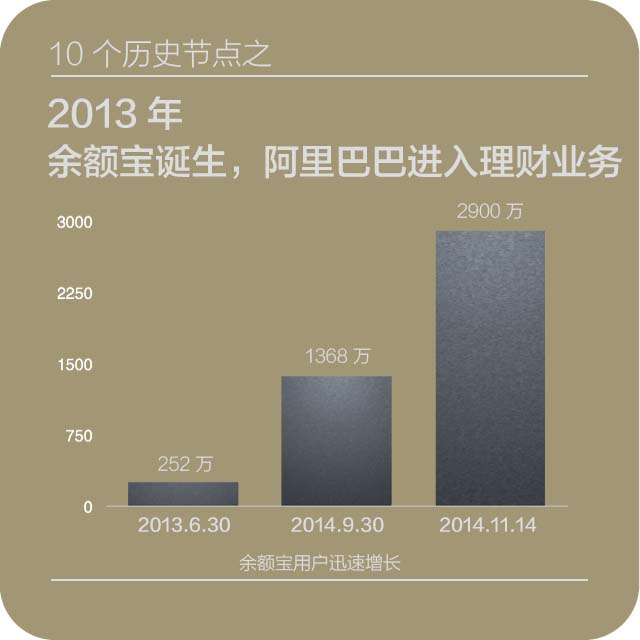 10 个历史节点之
2013 年
余额宝诞生，阿里巴巴进入理财业务
3000
2250
1500
750
0
252 万
1368 万
2900 万
2013.6.30
2014.9.30
2014.11.14
余额宝用户迅速增长